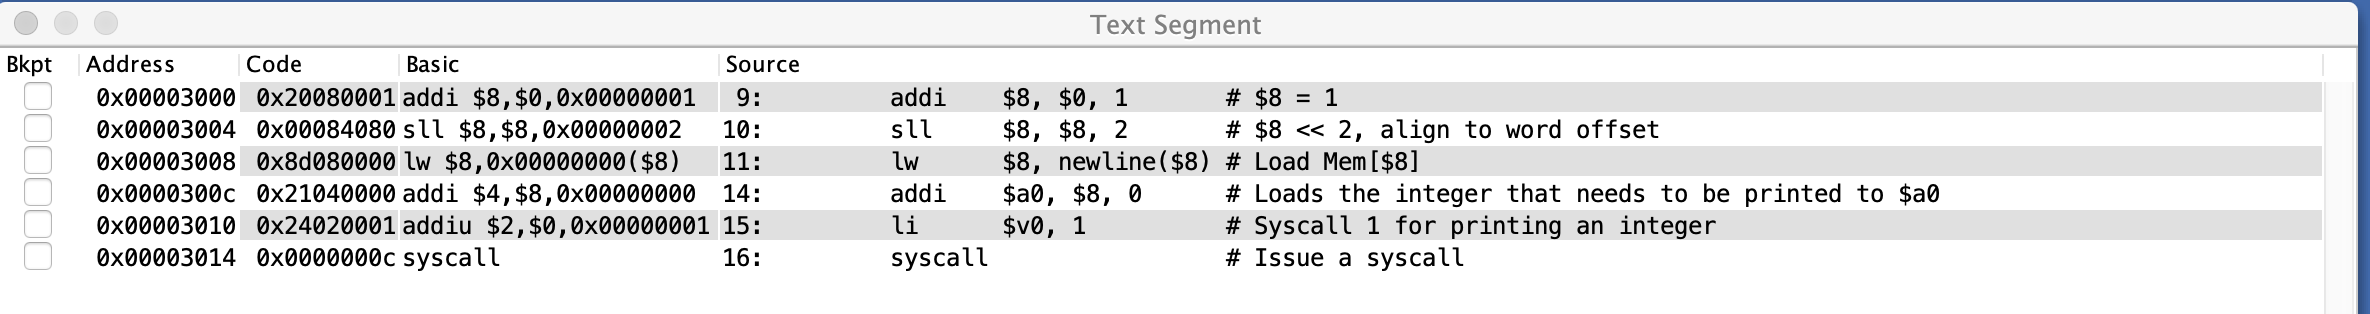 Text Segment
Bkpt Address Code Basic Source
0x00003000 0x20080001 addi $8,$0,0x00000001 9: addi $8, $0, 1 # $8 = 1
0x00003004 0x00084080 sll $8,$8,0x00000002 10: sll $8, $8, 2 # $8 << 2, align to word offset
0x00003008 0x8d080000 lw $8,0x00000000($8) 11: lw $8, newline($8) # Load Mem[$8]
0x0000300c 0x21040000 addi $4,$8,0x00000000 14: addi $a0, $8, 0 # Loads the integer that needs to be printed to $a0
0x00003010 0x24020001 addiu $2,$0,0x00000001 15: li $v0, 1 # Syscall 1 for printing an integer
0x00003014 0x0000000c syscall 16: syscall # Issue a syscall